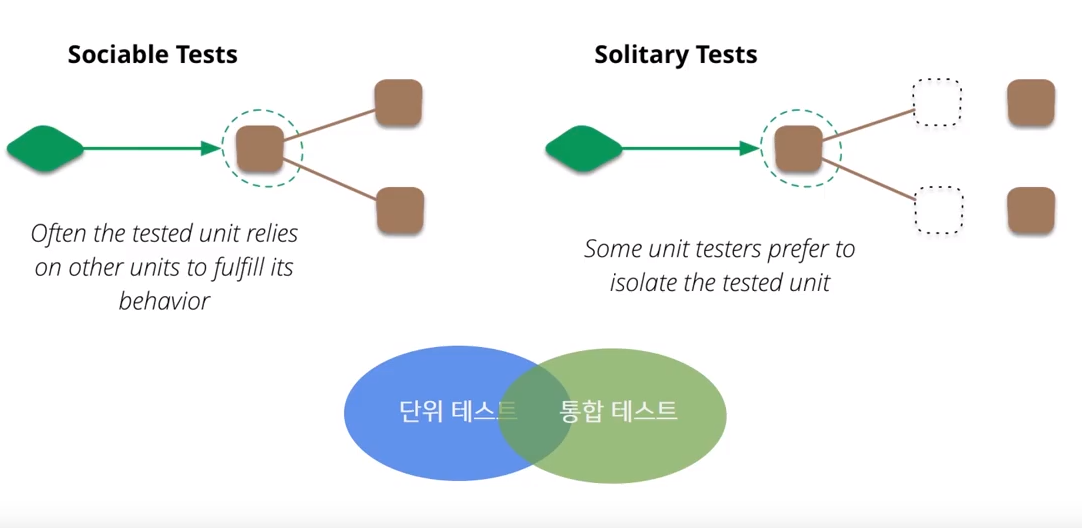 Sociable Tests
Often the tested unit relies
on other units to fulfill its
behavior
Solitary Tests
Some unit testers prefer to
isolate the tested unit
단위 테스트
통합 테스트